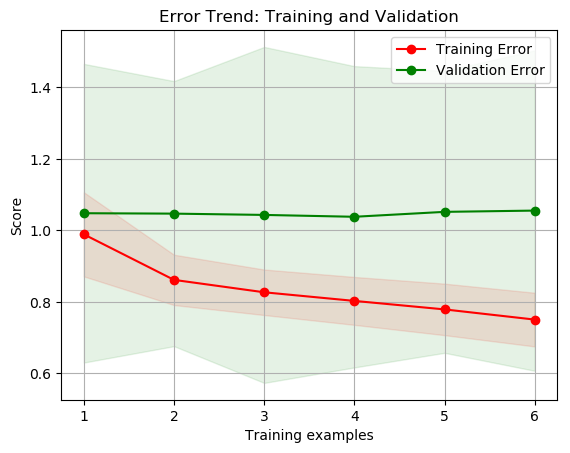 Error Trend: Training and Validation
Training Error
Validation Error
1.4
1.2
1.0
0.8
0.6
Score
1 2 3 4 5 6
Training examples